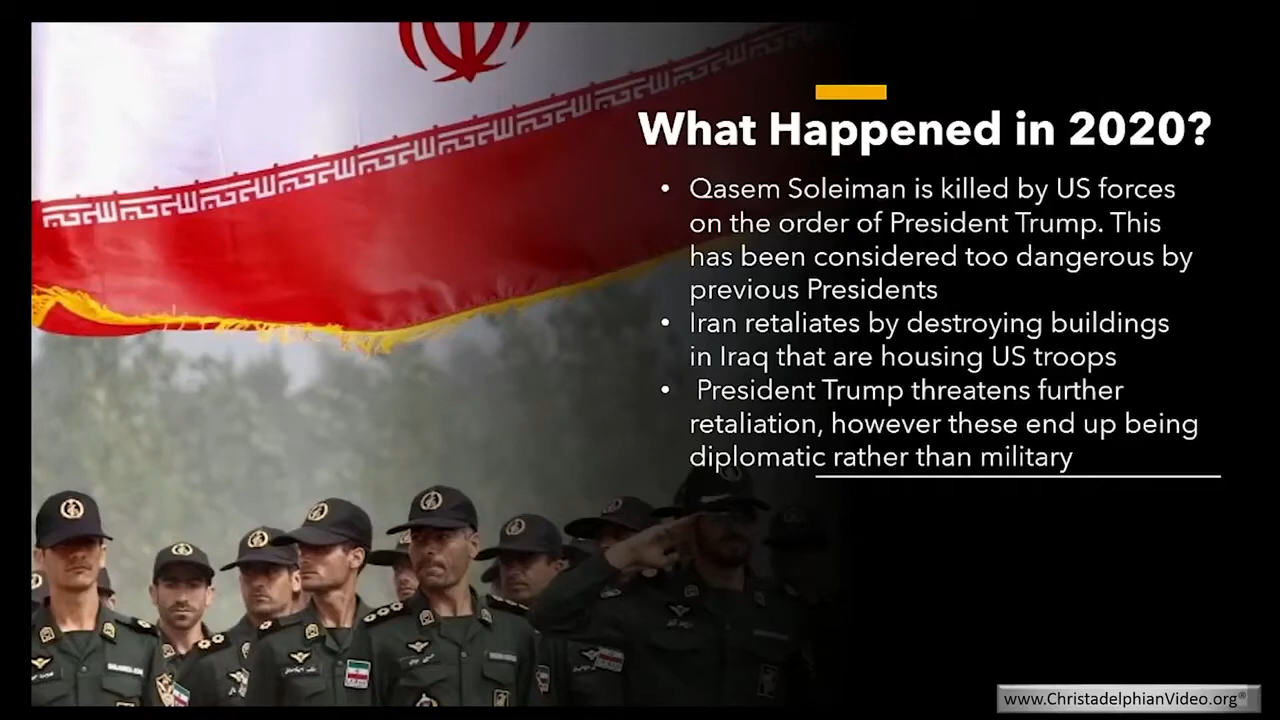 What Happened in 2020?
• Qasem Soleiman is killed by US forces
on the order of President Trump. This
has been considered too dangerous by
previous Presidents
• Iran retaliates by destroying buildings
in Iraq that are housing US troops
• President Trump threatens further
retaliation, however these end up being
diplomatic rather than military
www.ChristadelphianVideo.org®